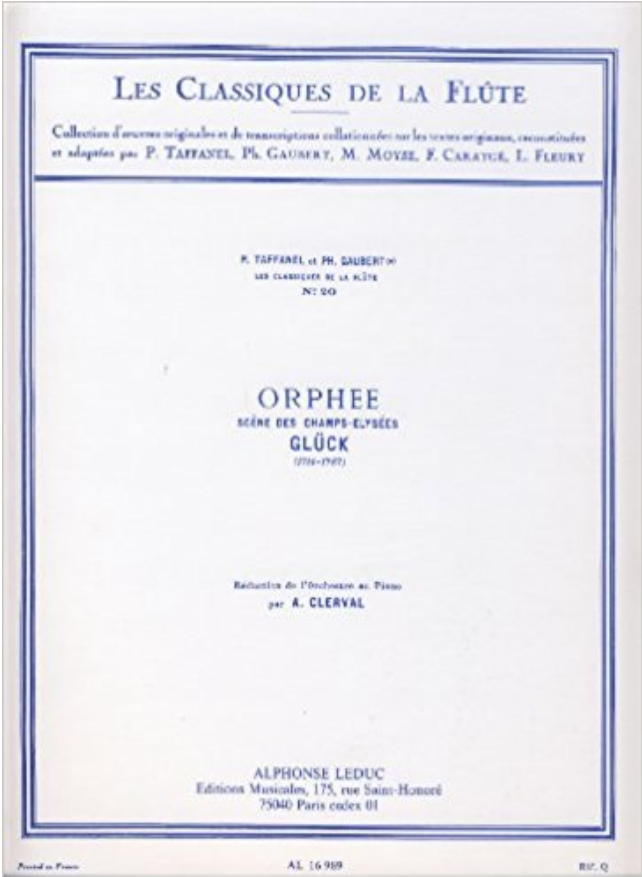 LES CLASSIQUES DE LA FLÛTE
Collection d'œuvres originales et de transcriptions collationnées sur les textes originaux, reconstituées
et adaptées par P. TAFFANEL, Ph. GAUBERT, M. MOYSE, F. CARATGÉ, L. FLEURY
P. TAFFANEL et PH. GAUBERT
LES CLASSIQUES DE LA FLÛTE
Nº 20
ORPHEE
SCÈNE DES CHAMPS-ELYSÉES
GLÜCK
Réduction de l'Orchestre au Piano
par A. CLERVAL
ALPHONSE LEDUC
Editions Musicales, 175, rue Saint-Honoré
75040 Paris cedex 01
Printed in France
AL 16 989
Réf. Q